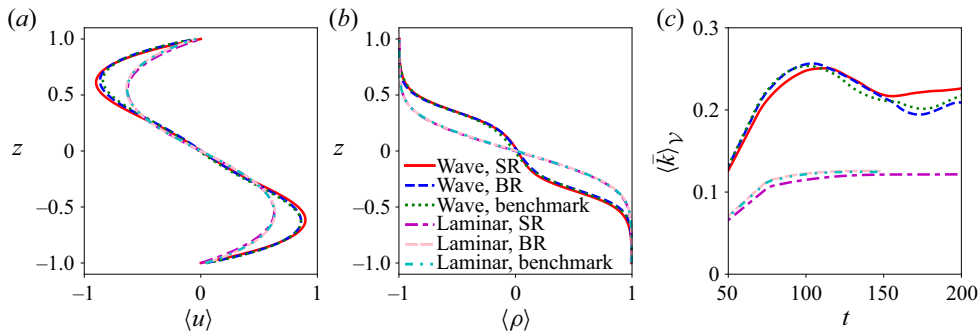 (a) (b) (c)
1.0
0.5
z
0
−0.5
−1.0
−1 0 1
⟨u⟩
1.0
0.5
z
0
−0.5
−1.0
−1 0 1
⟨ρ⟩
Wave, SR
Wave, BR
Wave, benchmark
Laminar, SR
Laminar, BR
Laminar, benchmark
0.3
0.2
⟨k̄⟩𝒱
0.1
0
50 100 150 200
t